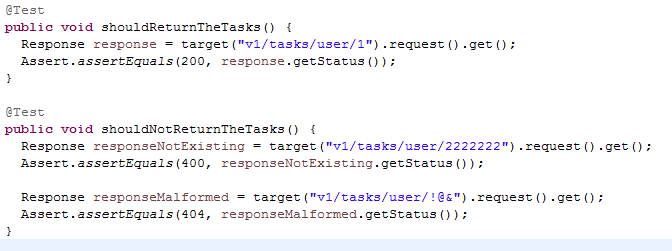 @Test
public void shouldReturnTheTasks() {
  Response response = target("v1/tasks/user/1").request().get();
  Assert.assertEquals(200, response.getStatus());
}

@Test
public void shouldNotReturnTheTasks() {
  Response responseNotExisting = target("v1/tasks/user/2222222").request().get();
  Assert.assertEquals(400, responseNotExisting.getStatus());

  Response responseMalformed = target("v1/tasks/user/!@&").request().get();
  Assert.assertEquals(404, responseMalformed.getStatus());
}